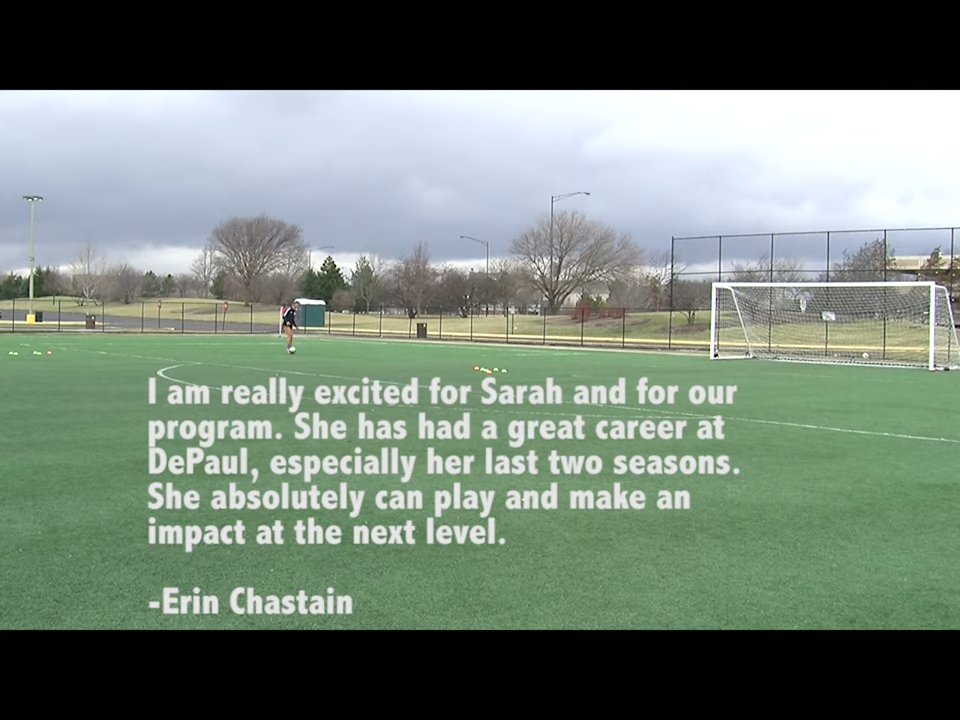 I am really excited for Sarah and for our
program. She has had a great career at
DePaul, especially her last two seasons.
She absolutely can play and make an
impact at the next level.
-Erin Chastain